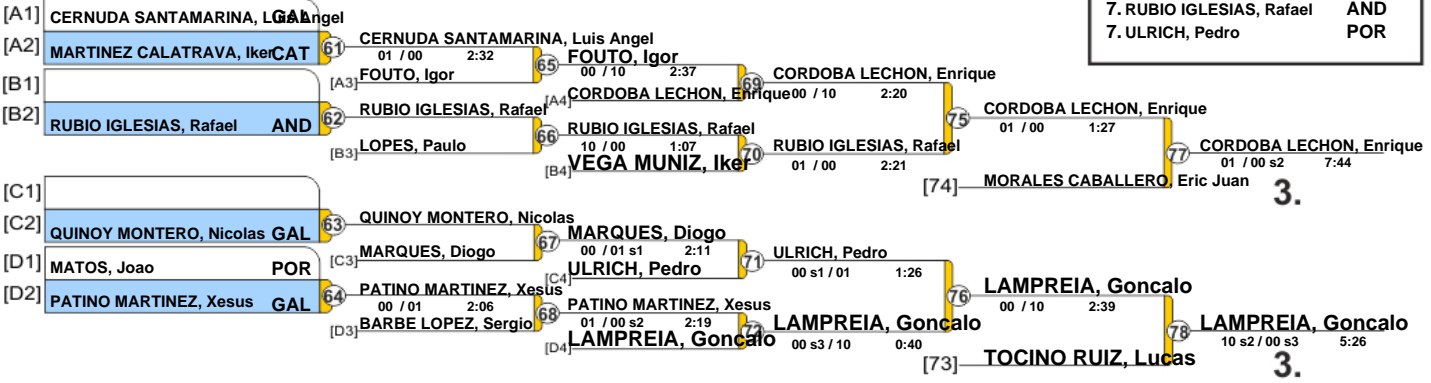 7. RUBIO IGLESIAS, Rafael AND
7. ULRICH, Pedro POR
[A1] CERNUDA SANTAMARINA, Luis Angel GAL
[A2] MARTINEZ CALATRAVA, Iker CAT
61 CERNUDA SANTAMARINA, Luis Angel
01 / 00 2:32
[A3] FOUTO, Igor
65 FOUTO, Igor
00 / 10 2:37
[A4] CORDOBA LECHON, Enrique
69 CORDOBA LECHON, Enrique
00 / 10 2:20
[B1]
[B2] RUBIO IGLESIAS, Rafael AND
62 RUBIO IGLESIAS, Rafael
[B3] LOPES, Paulo
66 RUBIO IGLESIAS, Rafael
10 / 00 1:07
[B4] VEGA MUNIZ, Iker
70 RUBIO IGLESIAS, Rafael
01 / 00 2:21
75 CORDOBA LECHON, Enrique
01 / 00 1:27
[74] MORALES CABALLERO, Eric Juan
77 CORDOBA LECHON, Enrique
01 / 00 s2 7:44
3.
[C1]
[C2] QUINOY MONTERO, Nicolas GAL
63 QUINOY MONTERO, Nicolas
[C3] MARQUES, Diogo
67 MARQUES, Diogo
00 / 01 s1 2:11
[C4] ULRICH, Pedro
71 ULRICH, Pedro
00 s1 / 01 1:26
[D1] MATOS, Joao POR
[D2] PATINO MARTINEZ, Xesus GAL
64 PATINO MARTINEZ, Xesus
00 / 01 2:06
[D3] BARBE LOPEZ, Sergio
68 PATINO MARTINEZ, Xesus
01 / 00 s2 2:19
[D4] LAMPREIA, Goncalo
72 LAMPREIA, Goncalo
00 s3 / 10 0:40
76 LAMPREIA, Goncalo
00 / 10 2:39
[73] TOCINO RUIZ, Lucas
78 LAMPREIA, Goncalo
10 s2 / 00 s3 5:26
3.